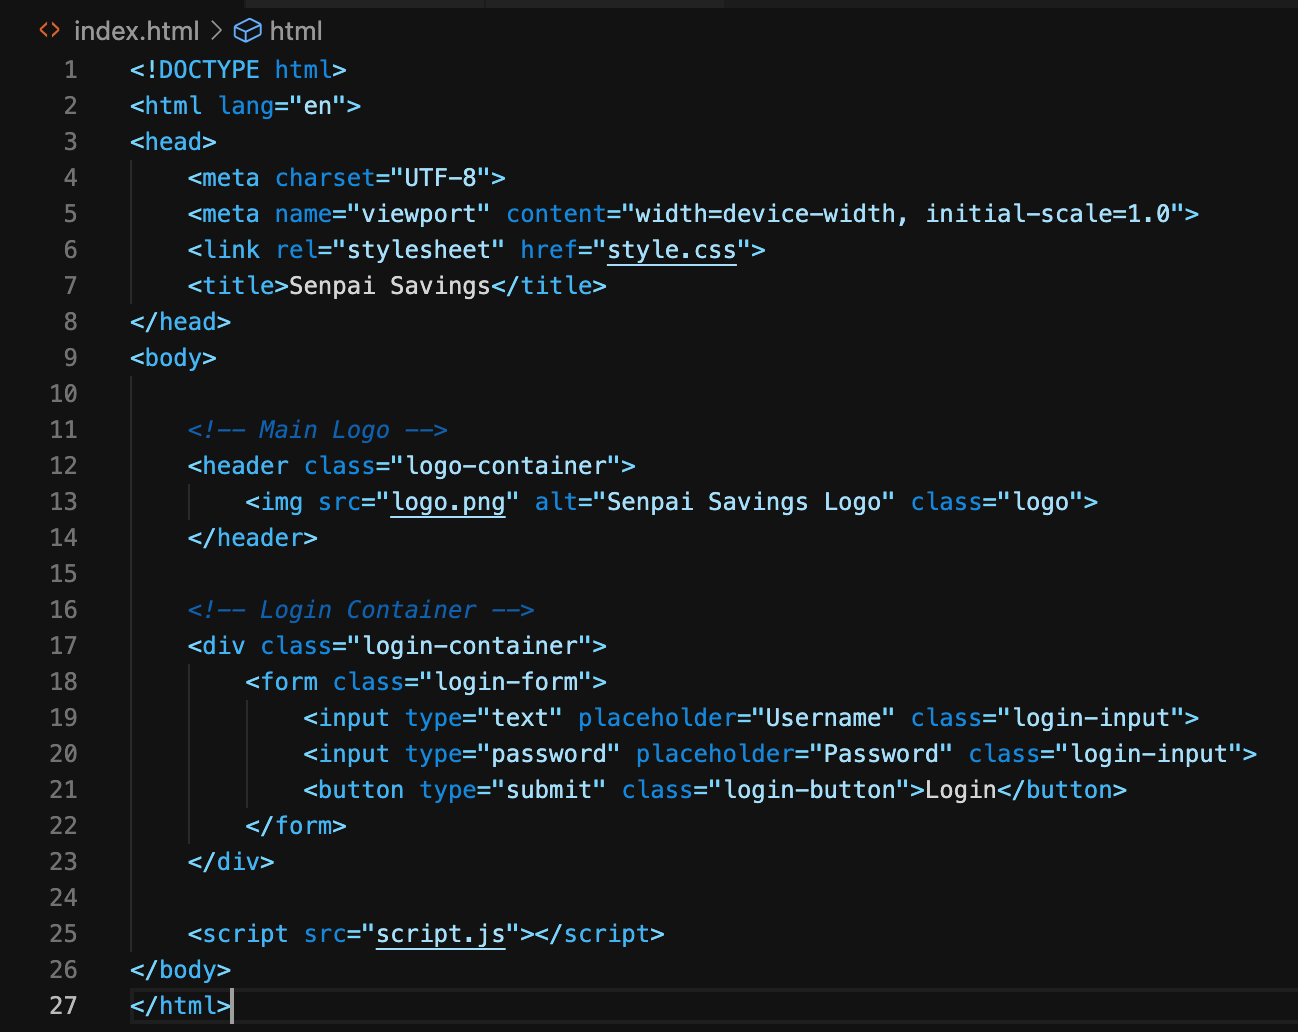 index.html > html
1 <!DOCTYPE html>
2 <html lang="en">
3 <head>
4     <meta charset="UTF-8">
5     <meta name="viewport" content="width=device-width, initial-scale=1.0">
6     <link rel="stylesheet" href="style.css">
7     <title>Senpai Savings</title>
8 </head>
9 <body>
10
11     <!-- Main Logo -->
12     <header class="logo-container">
13         <img src="logo.png" alt="Senpai Savings Logo" class="logo">
14     </header>
15
16     <!-- Login Container -->
17     <div class="login-container">
18         <form class="login-form">
19             <input type="text" placeholder="Username" class="login-input">
20             <input type="password" placeholder="Password" class="login-input">
21             <button type="submit" class="login-button">Login</button>
22         </form>
23     </div>
24
25     <script src="script.js"></script>
26 </body>
27 </html>